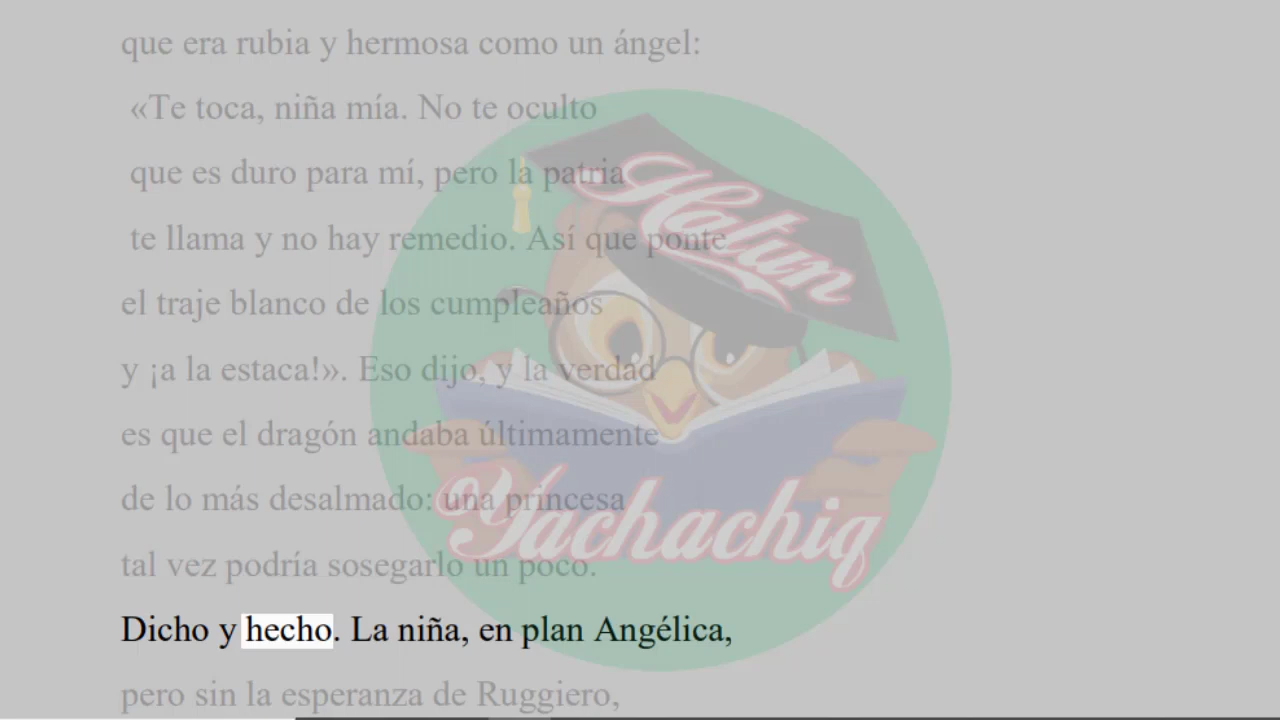 que era rubia y hermosa como un ángel:
«Te toca, niña mía. No te oculto
que es duro para mí, pero la patria
te llama y no hay remedio. Así que ponte
el traje blanco de los cumpleaños
y ¡a la estaca!». Eso dijo, y la verdad
es que el dragón andaba últimamente
de lo más desalmado: una princesa
tal vez podría sosegarlo un poco.
Dicho y hecho. La niña, en plan Angélica,
pero sin la esperanza de Ruggiero,
Hatun
Yachachiq